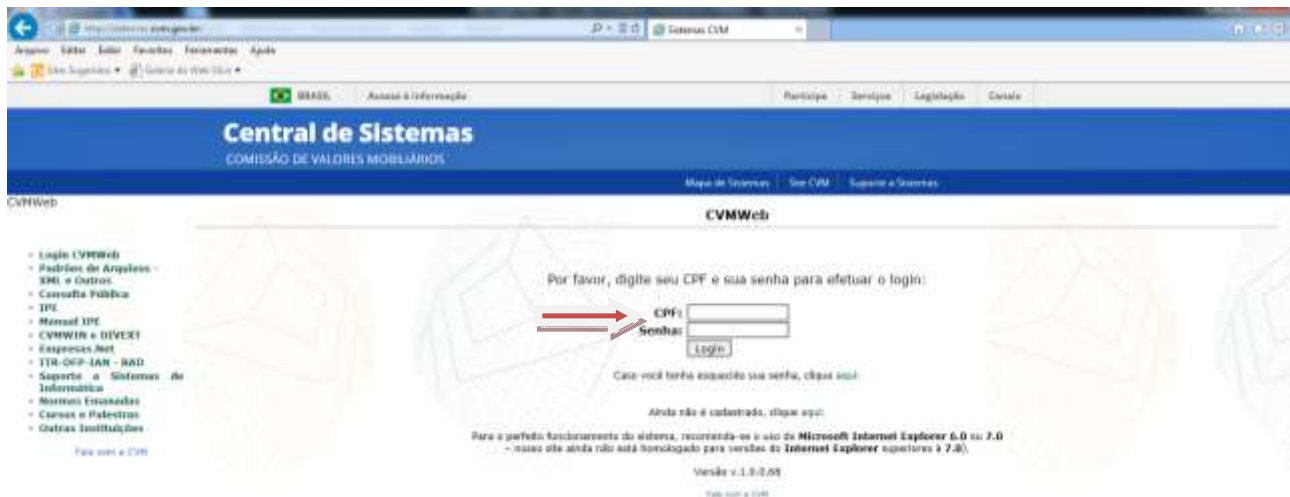 Sistemas CVM
Arquivo Editar Exibir Favoritos Ferramentas Ajuda
Sites Sugeridos Galeria do Web Slice
BRASIL Acesso à informação Participe Serviços Legislação Canais
Central de Sistemas
COMISSÃO DE VALORES MOBILIÁRIOS
Mapa de Sistemas Site CVM Suporte a Sistemas
CVMWeb
CVMWeb
Login CVMWeb
Padrões de Arquivos -
XML e Outros
Consulta Pública
IPE
Manual IPE
CVMWIN e DIVEXT
Empresas.Net
ITR-DFP-IAN - RAD
Suporte a Sistemas de
Informática
Normas Emanadas
Cursos e Palestras
Outras Instituições
Fale com a CVM
Por favor, digite seu CPF e sua senha para efetuar o login:
CPF:
Senha:
Login
Caso você tenha esquecido sua senha, clique aqui:
Ainda não é cadastrado, clique aqui:
Para o perfeito funcionamento do sistema, recomenda-se o uso do Microsoft Internet Explorer 6.0 ou 7.0
- nosso site ainda não está homologado para versões do Internet Explorer superiores à 7.0).
Fale com a CVM